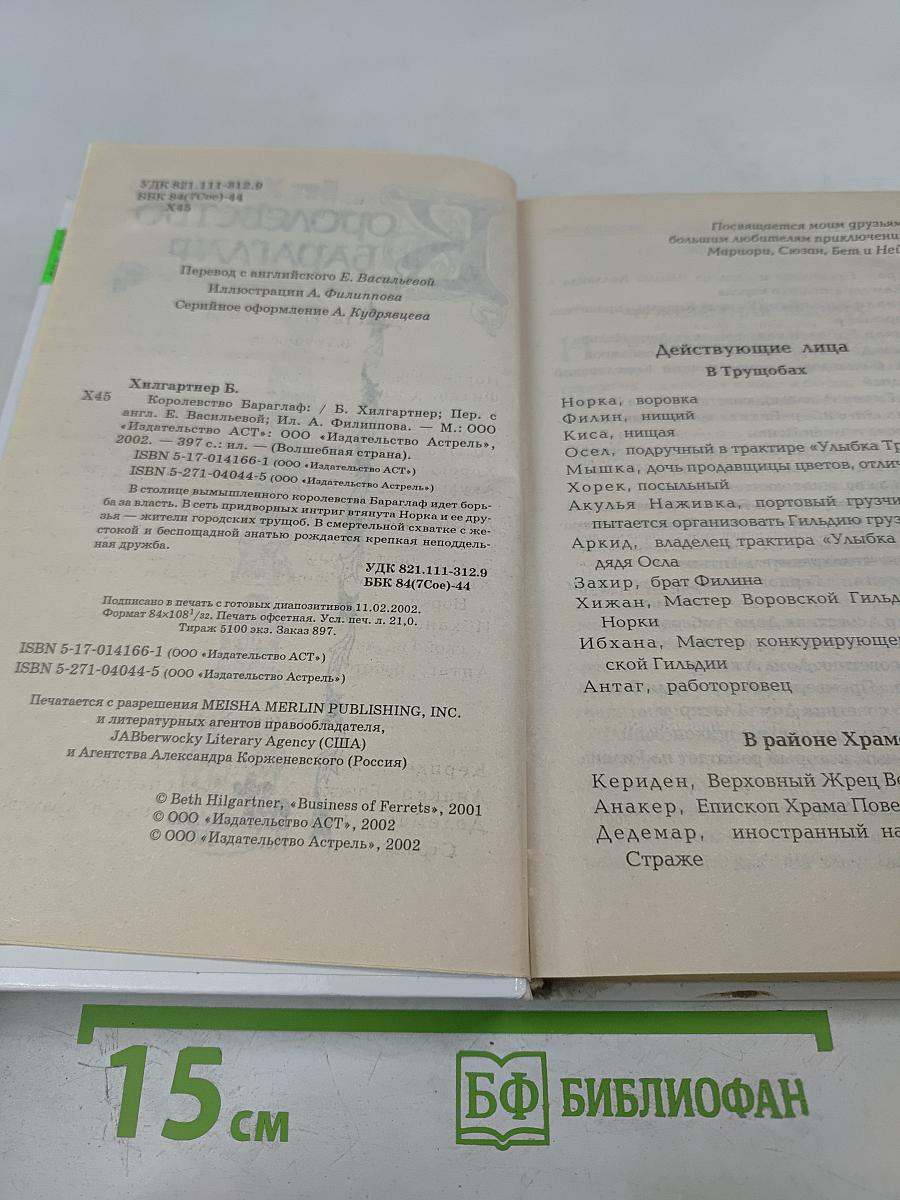 УДК 821.111-312.9
ББК 84(7Сое)-44
Х45
Перевод с английского Е. Васильевой
Иллюстрации А. Филиппова
Серийное оформление А. Кудрявцева
Хилгартнер Б.
Х45
Королевство Бараглаф: / Б. Хилгартнер; Пер. с
англ. Е. Васильевой; Ил. А. Филиппова. — М.: ООО
«Издательство АСТ»: ООО «Издательство Астрель»,
2002. — 397 с.: ил. — (Волшебная страна).
ISBN 5-17-014166-1 (ООО «Издательство АСТ»)
ISBN 5-271-04044-5 (ООО «Издательство Астрель»)
В столице вымышленного королевства Бараглаф идет борь-
ба за власть. В сеть придворных интриг втянута Норка и ее дру-
зья — жители городских трущоб. В смертельной схватке с же-
стокой и беспощадной знатью рождается крепкая неподдель-
ная дружба.
УДК 821.111-312.9
ББК 84(7Сое)-44
Подписано в печать с готовых диапозитивов 11.02.2002.
Формат 84×108¹/₃₂. Печать офсетная. Усл. печ. л. 21,0.
Тираж 5100 экз. Заказ 897.
ISBN 5-17-014166-1 (ООО «Издательство АСТ»)
ISBN 5-271-04044-5 (ООО «Издательство Астрель»)
Печатается с разрешения MEISHA MERLIN PUBLISHING, INC.
и литературных агентов правообладателя,
JABberwocky Literary Agency (США)
и Агентства Александра Корженевского (Россия)
© Beth Hilgartner, «Business of Ferrets», 2001
© ООО «Издательство АСТ», 2002
© ООО «Издательство Астрель», 2002
Посвящается моим друзьям
большим любителям приключени
Мариори, Сюзан, Бет и Ней
Действующие лица
В Трущобах
Норка, воровка
Филин, нищий
Киса, нищая
Осел, подручный в трактире «Улыбка Тр
Мышка, дочь продавщицы цветов, отлич
Хорек, посыльный
Акулья Наживка, портовый грузчи
пытается организовать Гильдию груз
Аркид, владелец трактира «Улыбка
дядя Осла
Захир, брат Филина
Хижан, Мастер Воровской Гильд
Норки
Ибхана, Мастер конкурирующе
ской Гильдии
Антаг, работорговец
В районе Храмо
Кериден, Верховный Жрец Ве
Анакер, Епископ Храма Пове
Дедемар, иностранный на
Страже
15 см
БФ БИБЛИОФАН